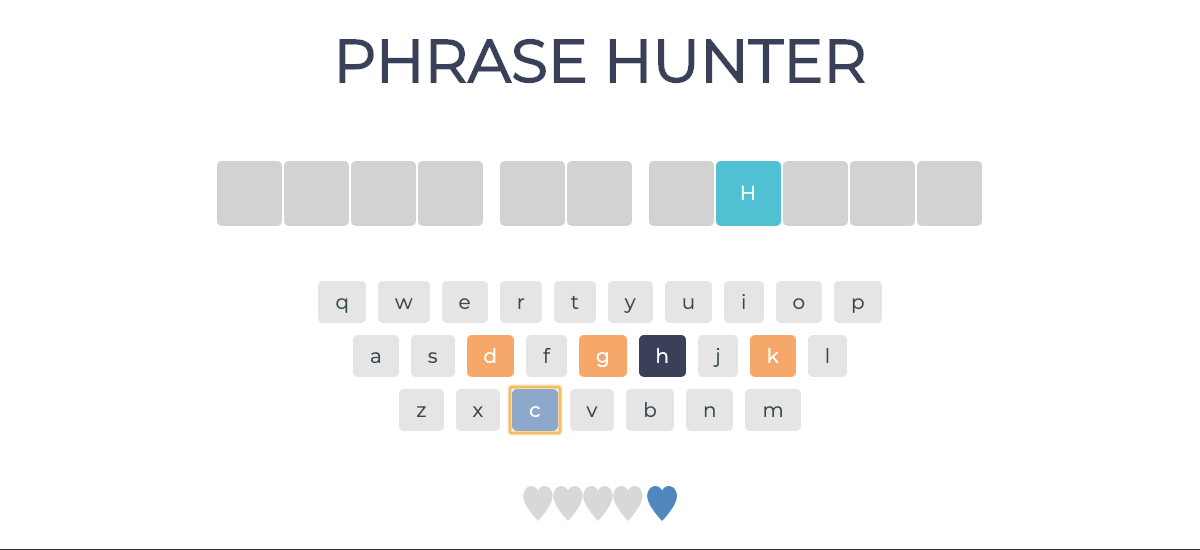 PHRASE HUNTER
H
q w e r t y u i o p
a s d f g h j k l
z x c v b n m